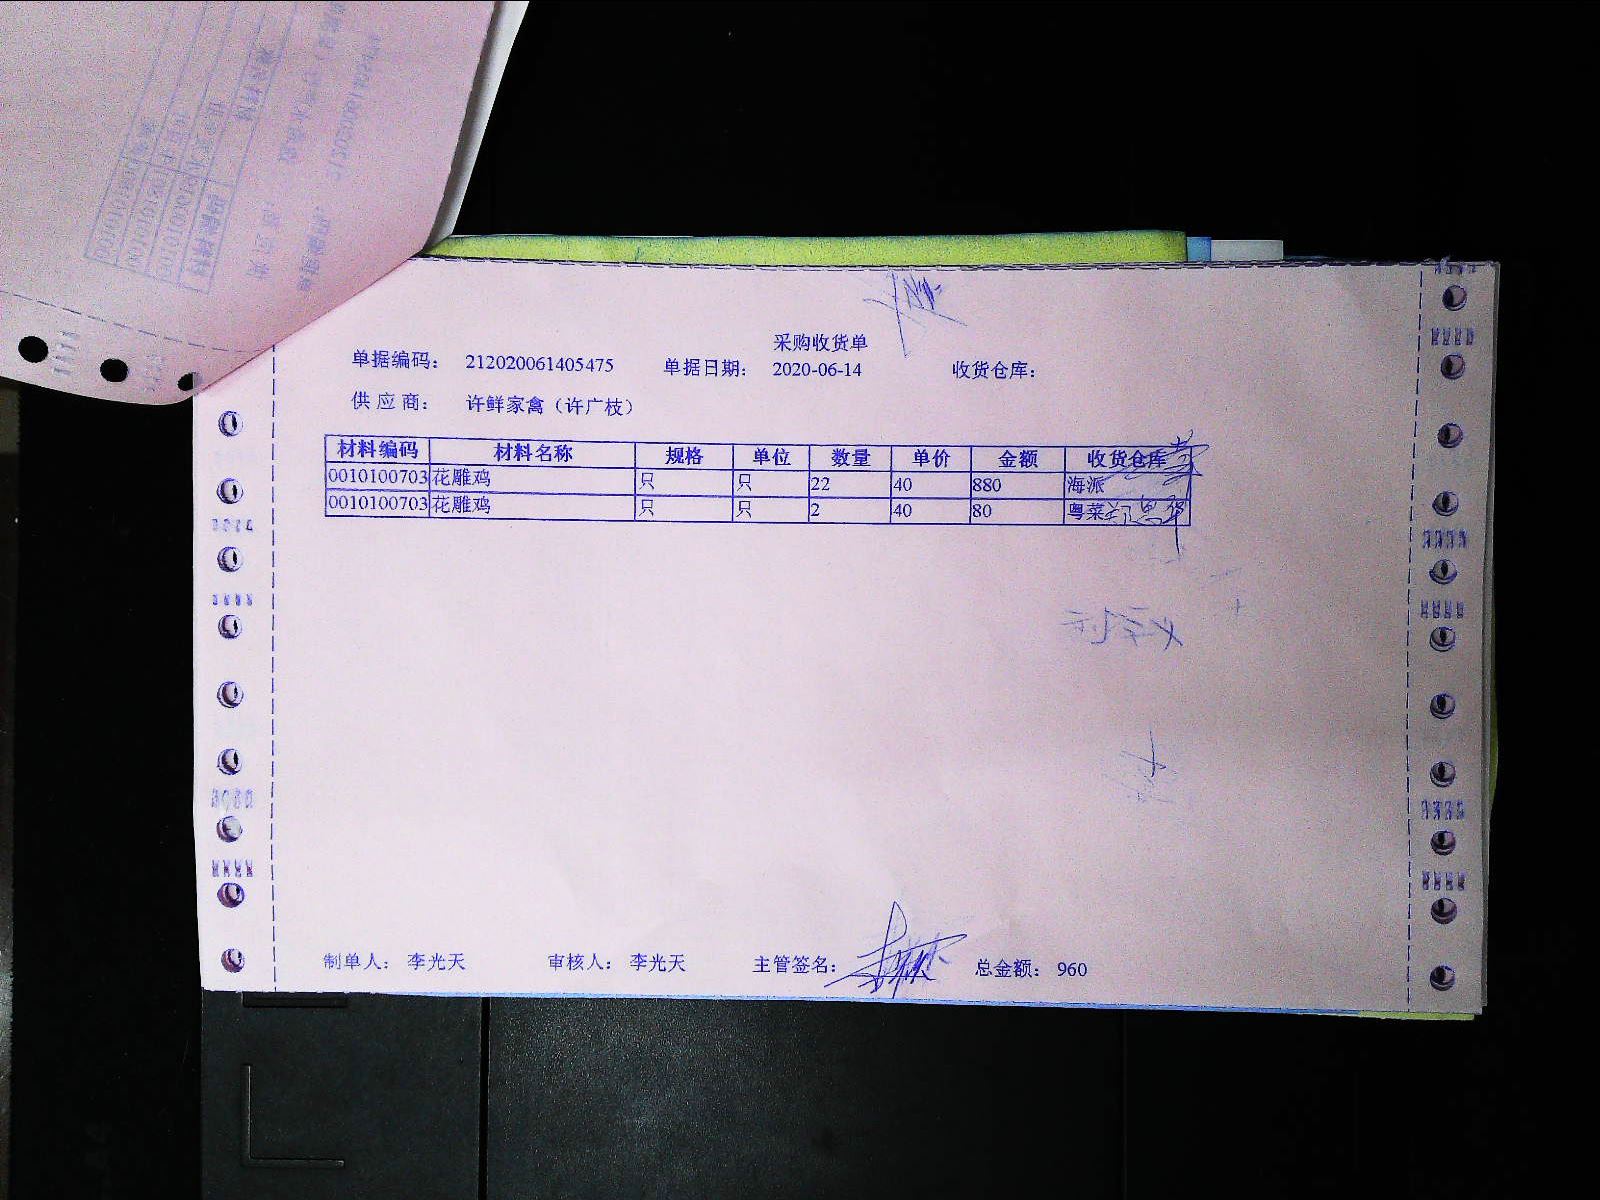 采购收货单
单据编码: 212020061405475 单据日期: 2020-06-14 收货仓库:
供应商: 许鲜家禽（许广枝）
材料编码 材料名称 规格 单位 数量 单价 金额 收货仓库
0010100703 花雕鸡 只 只 22 40 880 海派
0010100703 花雕鸡 只 只 2 40 80 粤菜
制单人: 李光天 审核人: 李光天 主管签名: 总金额: 960